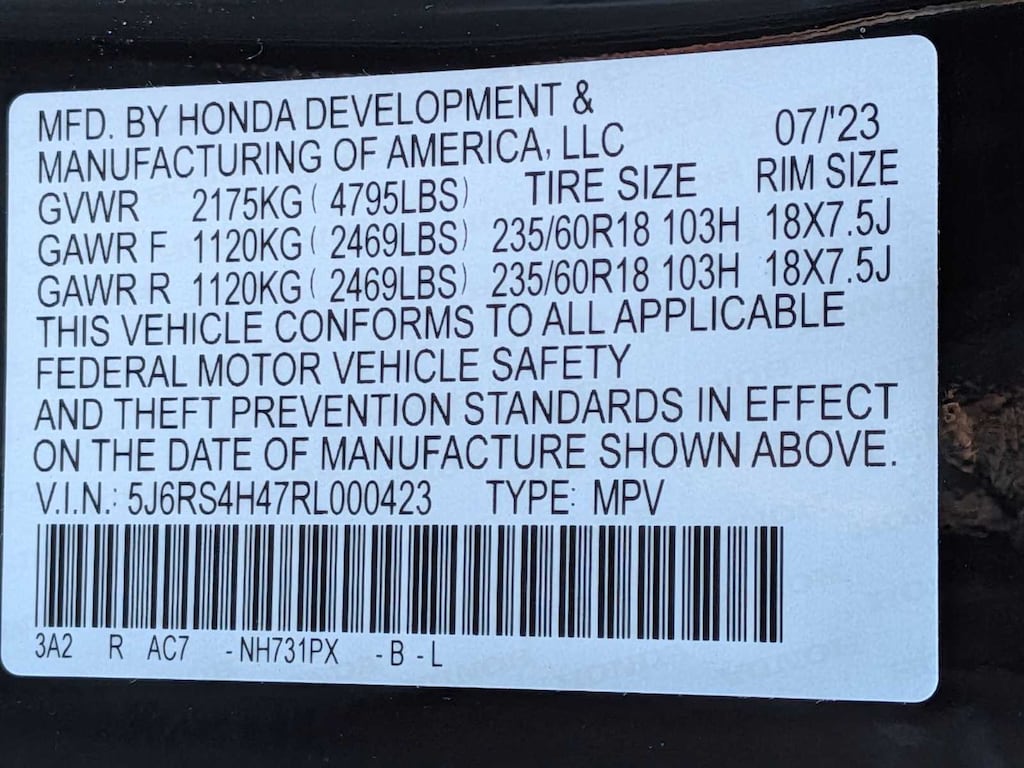 MFD. BY HONDA DEVELOPMENT &
MANUFACTURING OF AMERICA, LLC 07/'23
GVWR 2175KG ( 4795LBS) TIRE SIZE RIM SIZE
GAWR F 1120KG ( 2469LBS) 235/60R18 103H 18X7.5J
GAWR R 1120KG ( 2469LBS) 235/60R18 103H 18X7.5J
THIS VEHICLE CONFORMS TO ALL APPLICABLE
FEDERAL MOTOR VEHICLE SAFETY
AND THEFT PREVENTION STANDARDS IN EFFECT
ON THE DATE OF MANUFACTURE SHOWN ABOVE.
V.I.N.: 5J6RS4H47RL000423 TYPE: MPV
3A2 R AC7 - NH731PX - B - L